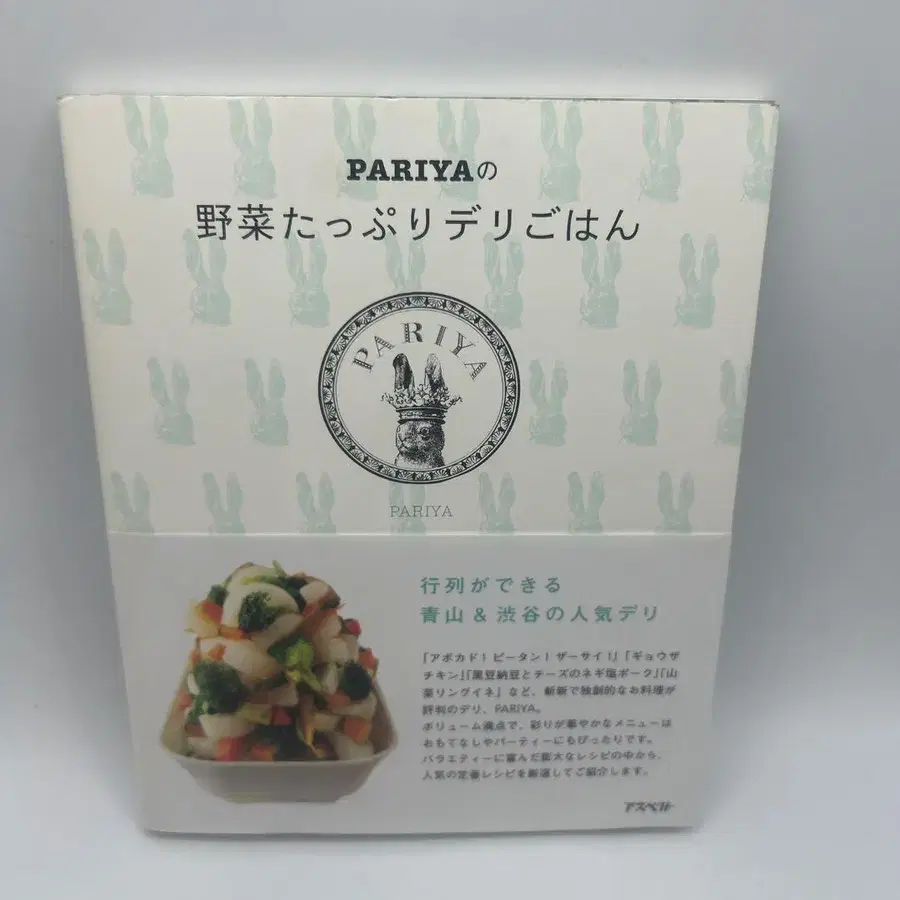 PARIYAの
野菜たっぷりデリごはん
PARIYA
PARIYA
行列ができる
青山&渋谷の人気デリ
「アボカド!ピータン!ザーサイ!」「ギョウザ
チキン」「黒豆納豆とチーズのネギ塩ポーク」「山
菜リングイネ」など、斬新で独創的なお料理が
評判のデリ、PARIYA。
ボリューム満点で、彩りが華やかなメニューは
おもてなしやパーティーにもぴったりです。
バラエティーに富んだ膨大なレシピの中から、
人気の定番レシピを厳選してご紹介します。
アスペクト